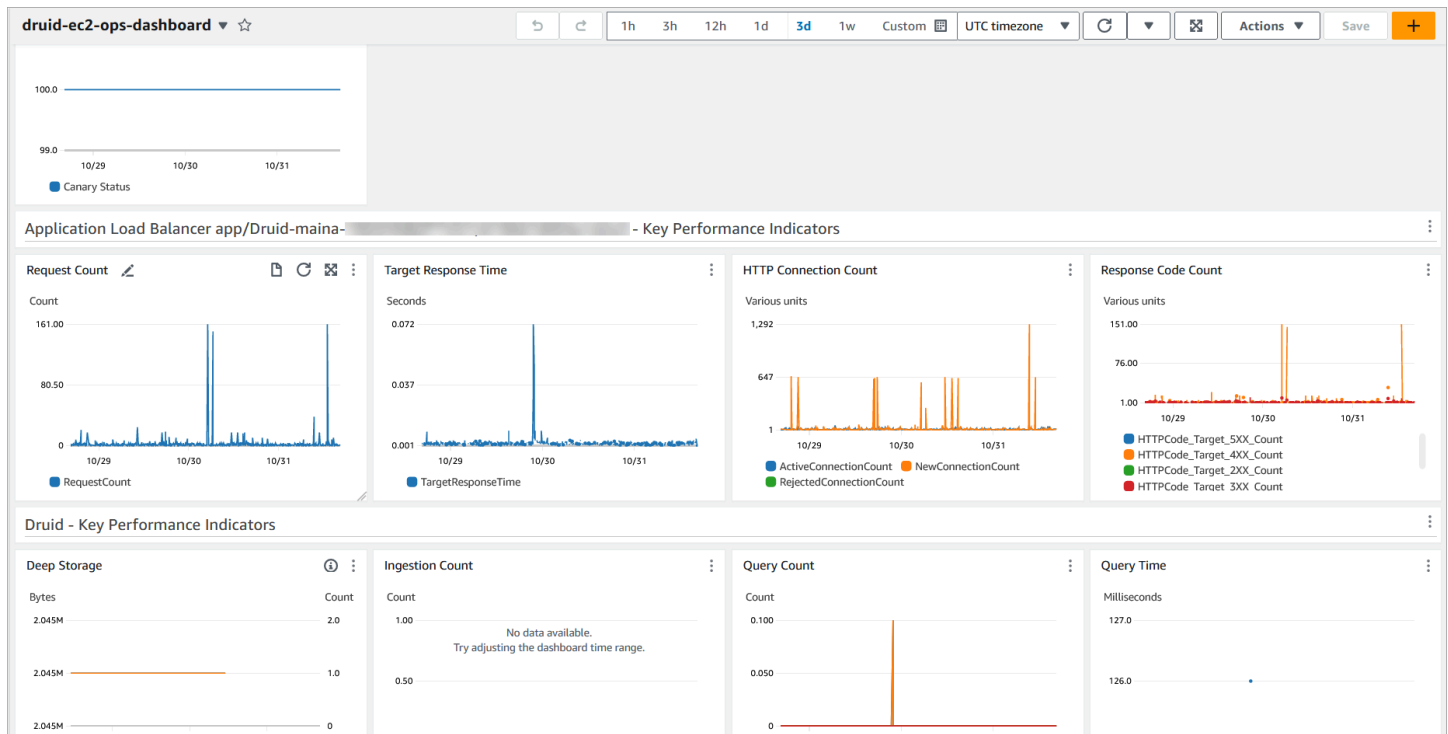 druid-ec2-ops-dashboard
1h 3h 12h 1d 3d 1w Custom UTC timezone Actions Save
100.0
99.0
10/29 10/30 10/31
Canary Status
Application Load Balancer app/Druid-maina- - Key Performance Indicators
Request Count
Count
161.00
80.50
0
10/29 10/30 10/31
RequestCount
Target Response Time
Seconds
0.072
0.037
0.001
10/29 10/30 10/31
TargetResponseTime
HTTP Connection Count
Various units
1,292
647
1
10/29 10/30 10/31
ActiveConnectionCount NewConnectionCount
RejectedConnectionCount
Response Code Count
Various units
151.00
76.00
1.00
10/29 10/30 10/31
HTTPCode_Target_5XX_Count
HTTPCode_Target_4XX_Count
HTTPCode_Target_2XX_Count
HTTPCode_Target_3XX_Count
Druid - Key Performance Indicators
Deep Storage
Bytes Count
2.045M 2.0
2.045M 1.0
2.045M 0
Ingestion Count
Count
1.00
No data available.
Try adjusting the dashboard time range.
0.50
Query Count
Count
0.100
0.050
0
Query Time
Milliseconds
127.0
126.0